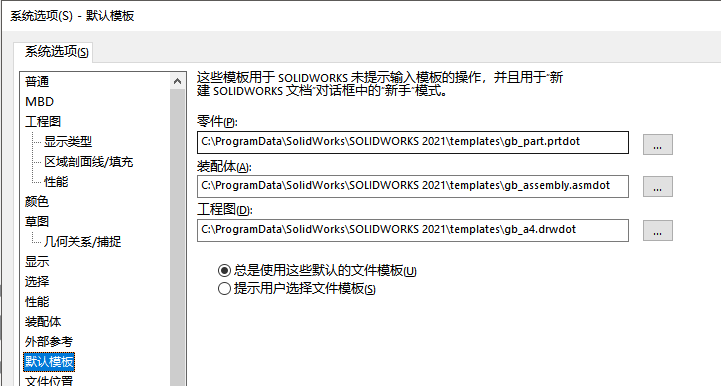 系统选项(S) - 默认模板
系统选项(S)
普通
MBD
工程图
显示类型
区域剖面线/填充
性能
颜色
草图
几何关系/捕捉
显示
选择
性能
装配体
外部参考
默认模板
文件位置
这些模板用于 SOLIDWORKS 未提示输入模板的操作，并且用于“新
建 SOLIDWORKS 文档”对话框中的“新手”模式。
零件(P):
C:\ProgramData\SolidWorks\SOLIDWORKS 2021\templates\gb_part.prtdot
...
装配体(A):
C:\ProgramData\SolidWorks\SOLIDWORKS 2021\templates\gb_assembly.asmdot
...
工程图(D):
C:\ProgramData\SolidWorks\SOLIDWORKS 2021\templates\gb_a4.drwdot
...
总是使用这些默认的文件模板(U)
提示用户选择文件模板(S)